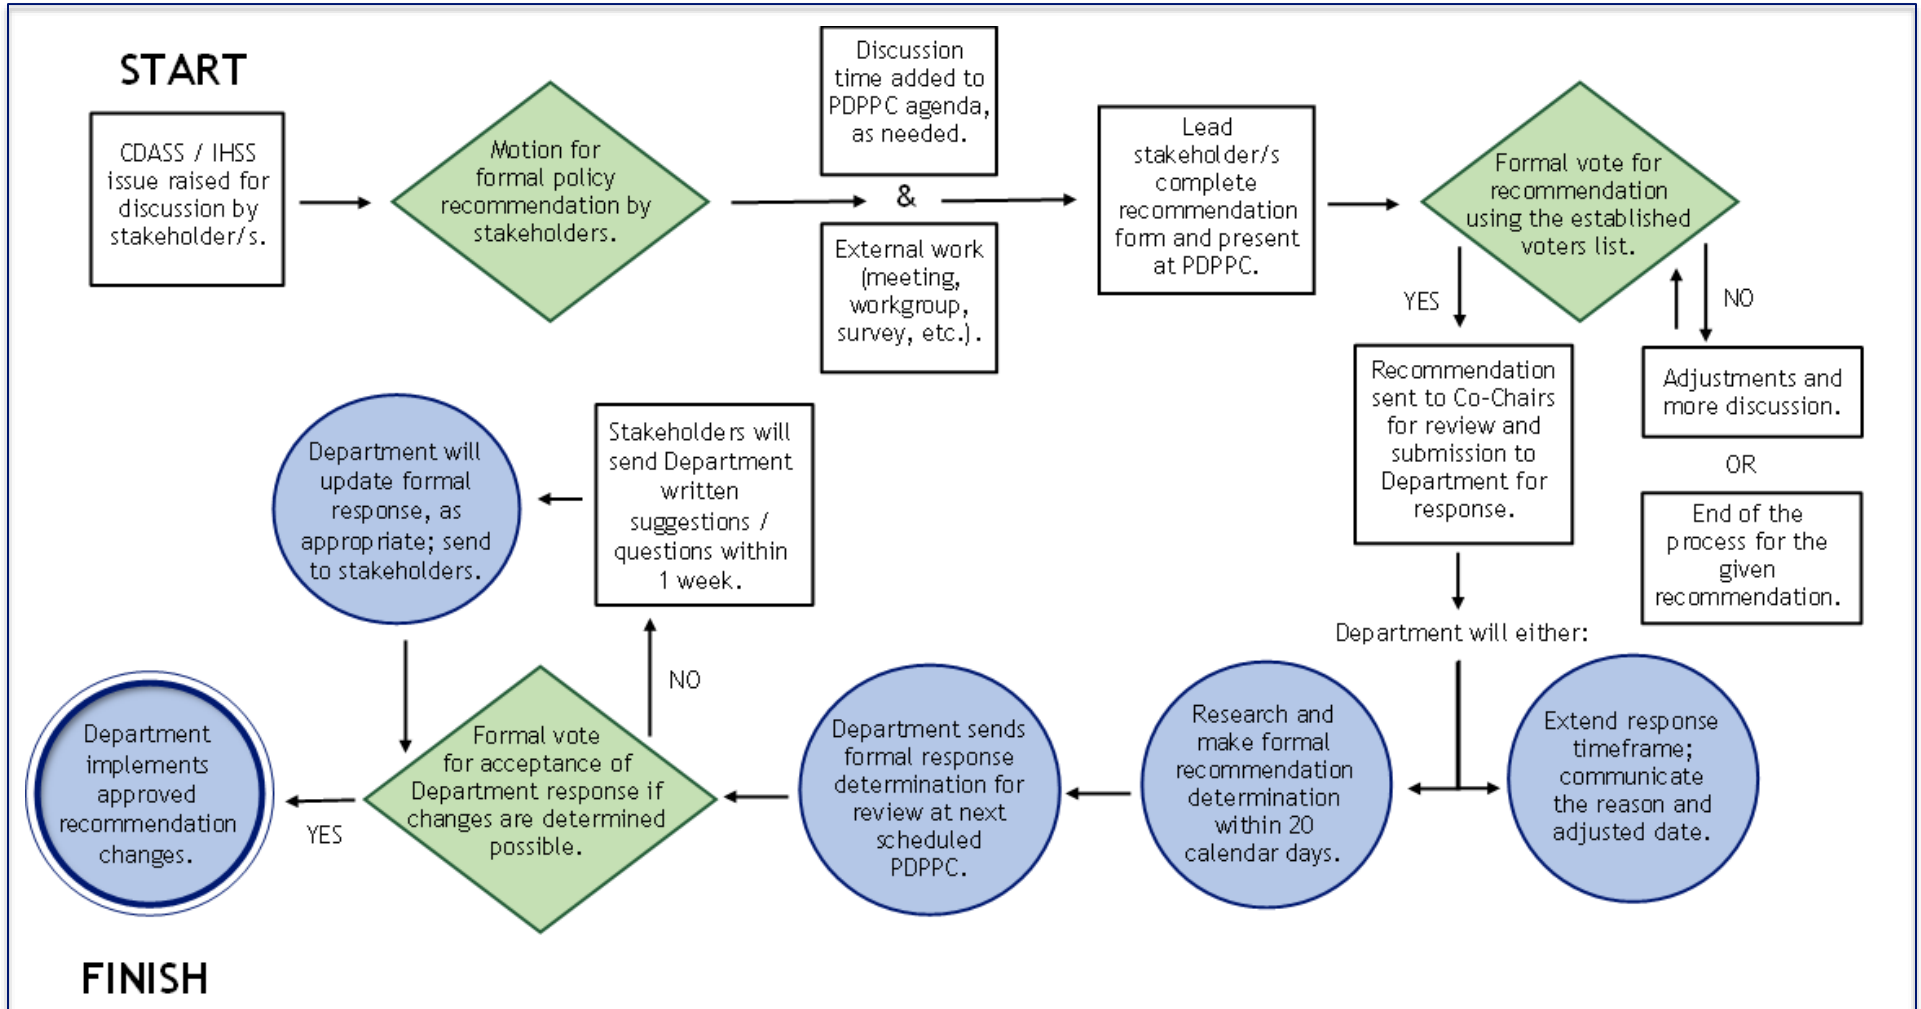 START
CDASS / IHSS
issue raised for
discussion by
stakeholder/s.
Motion for
formal policy
recommendation by
stakeholders.
Discussion
time added to
PDPPC agenda,
as needed.
&
External work
(meeting,
workgroup,
survey, etc.).
Lead
stakeholder/s
complete
recommendation
form and present
at PDPPC.
Formal vote for
recommendation
using the established
voters list.
YES
NO
Adjustments and
more discussion.
OR
End of the
process for the
given
recommendation.
Recommendation
sent to Co-Chairs
for review and
submission to
Department for
response.
Department will either:
Extend response
timeframe;
communicate
the reason and
adjusted date.
Research and
make formal
recommendation
determination
within 20
calendar days.
Department sends
formal response
determination for
review at next
scheduled
PDPPC.
Formal vote
for acceptance of
Department response if
changes are determined
possible.
NO
Stakeholders will
send Department
written
suggestions /
questions within
1 week.
Department will
update formal
response, as
appropriate; send
to stakeholders.
YES
Department
implements
approved
recommendation
changes.
FINISH